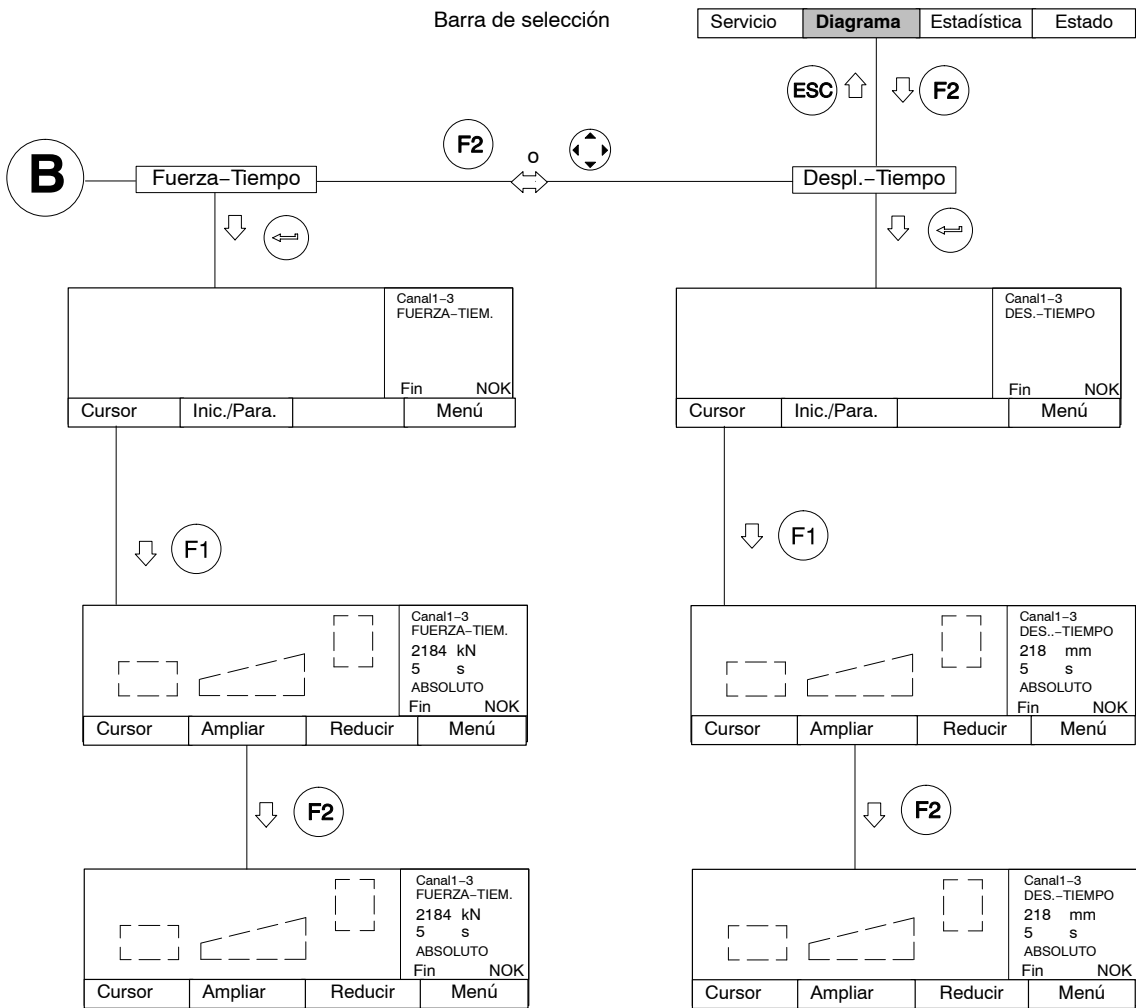 Barra de selección
Servicio Diagrama Estadística Estado
ESC F2
F2 o
B Fuerza–Tiempo Despl.–Tiempo
Canal1–3
FUERZA–TIEM.
Fin NOK
Cursor Inic./Para. Menú
Canal1–3
DES.–TIEMPO
Fin NOK
Cursor Inic./Para. Menú
F1
F1
Canal1–3
FUERZA–TIEM.
2184 kN
5 s
ABSOLUTO
Fin NOK
Cursor Ampliar Reducir Menú
Canal1–3
DES..–TIEMPO
218 mm
5 s
ABSOLUTO
Fin NOK
Cursor Ampliar Reducir Menú
F2
F2
Canal1–3
FUERZA–TIEM.
2184 kN
5 s
ABSOLUTO
Fin NOK
Cursor Ampliar Reducir Menú
Canal1–3
DES.–TIEMPO
218 mm
5 s
ABSOLUTO
Fin NOK
Cursor Ampliar Reducir Menú